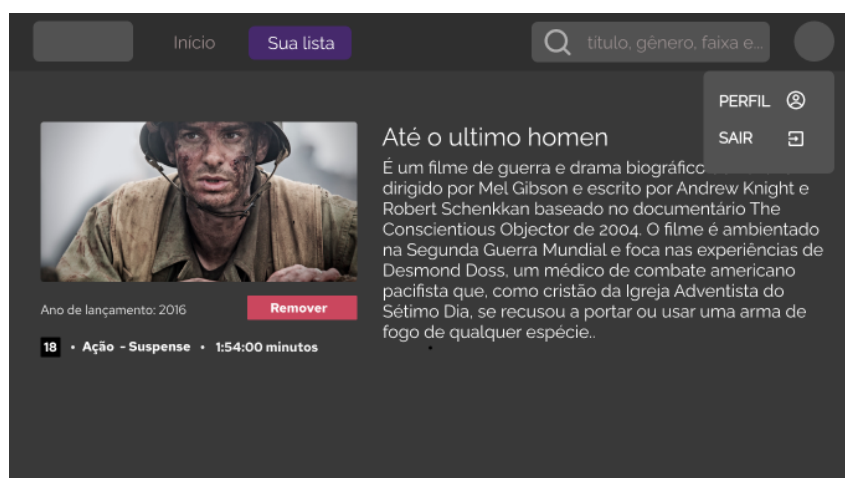 Início
Sua lista
título, gênero, faixa e...
PERFIL
SAIR
Até o ultimo homen
É um filme de guerra e drama biográfico
dirigido por Mel Gibson e escrito por Andrew Knight e
Robert Schenkkan baseado no documentário The
Conscientious Objector de 2004. O filme é ambientado
na Segunda Guerra Mundial e foca nas experiências de
Desmond Doss, um médico de combate americano
pacifista que, como cristão da Igreja Adventista do
Sétimo Dia, se recusou a portar ou usar uma arma de
fogo de qualquer espécie..
Ano de lançamento: 2016
Remover
18 • Ação - Suspense • 1:54:00 minutos